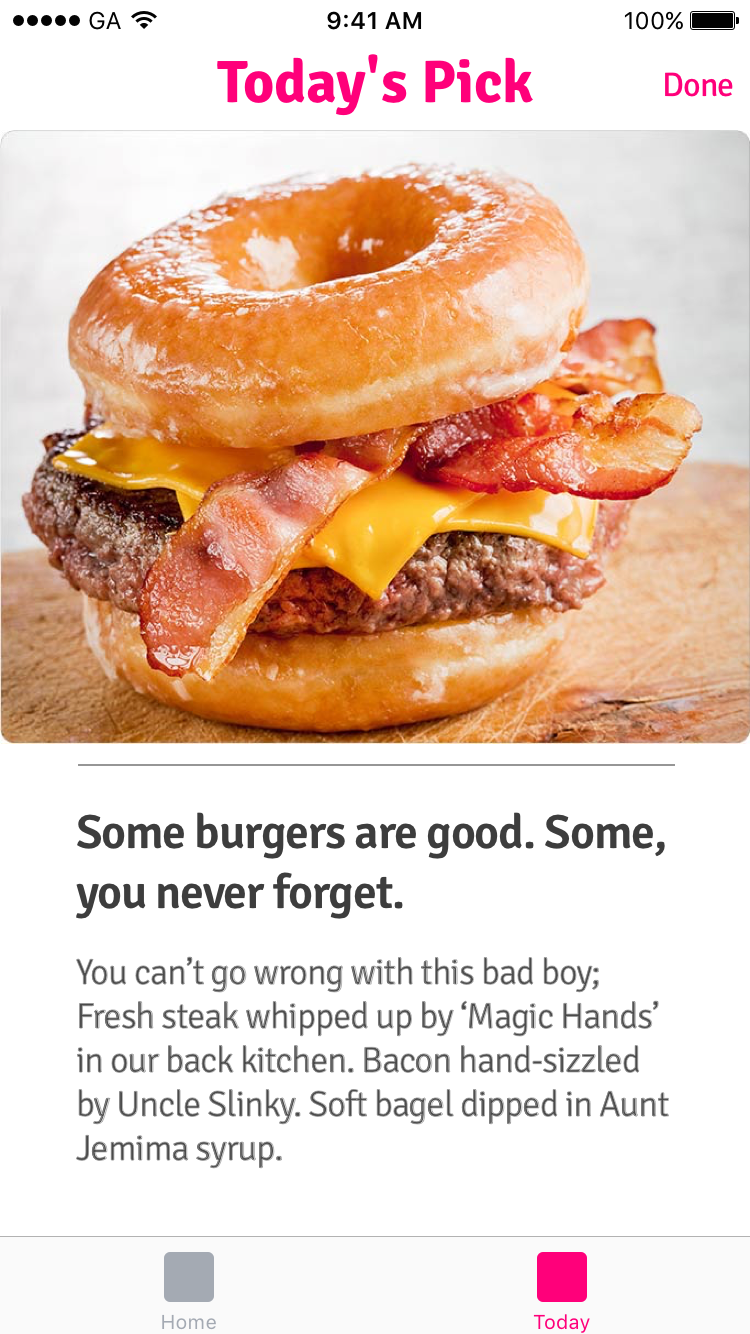 GA 9:41 AM 100%
Today's Pick Done
Some burgers are good. Some,
you never forget.
You can’t go wrong with this bad boy;
Fresh steak whipped up by ‘Magic Hands’
in our back kitchen. Bacon hand-sizzled
by Uncle Slinky. Soft bagel dipped in Aunt
Jemima syrup.
Home Today